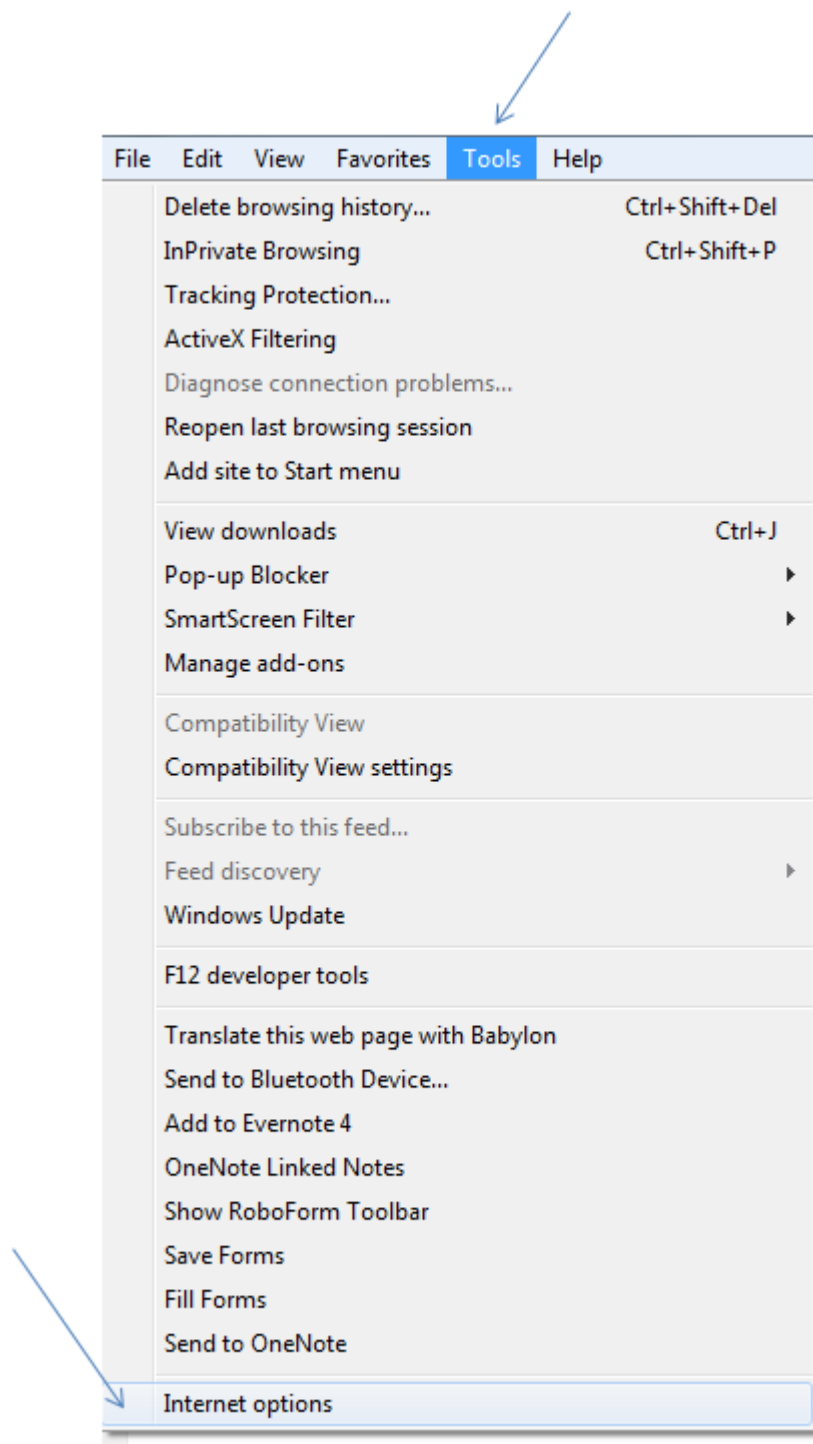 File Edit View Favorites Tools Help
Delete browsing history... Ctrl+Shift+Del
InPrivate Browsing Ctrl+Shift+P
Tracking Protection...
ActiveX Filtering
Diagnose connection problems...
Reopen last browsing session
Add site to Start menu
View downloads Ctrl+J
Pop-up Blocker
SmartScreen Filter
Manage add-ons
Compatibility View
Compatibility View settings
Subscribe to this feed...
Feed discovery
Windows Update
F12 developer tools
Translate this web page with Babylon
Send to Bluetooth Device...
Add to Evernote 4
OneNote Linked Notes
Show RoboForm Toolbar
Save Forms
Fill Forms
Send to OneNote
Internet options